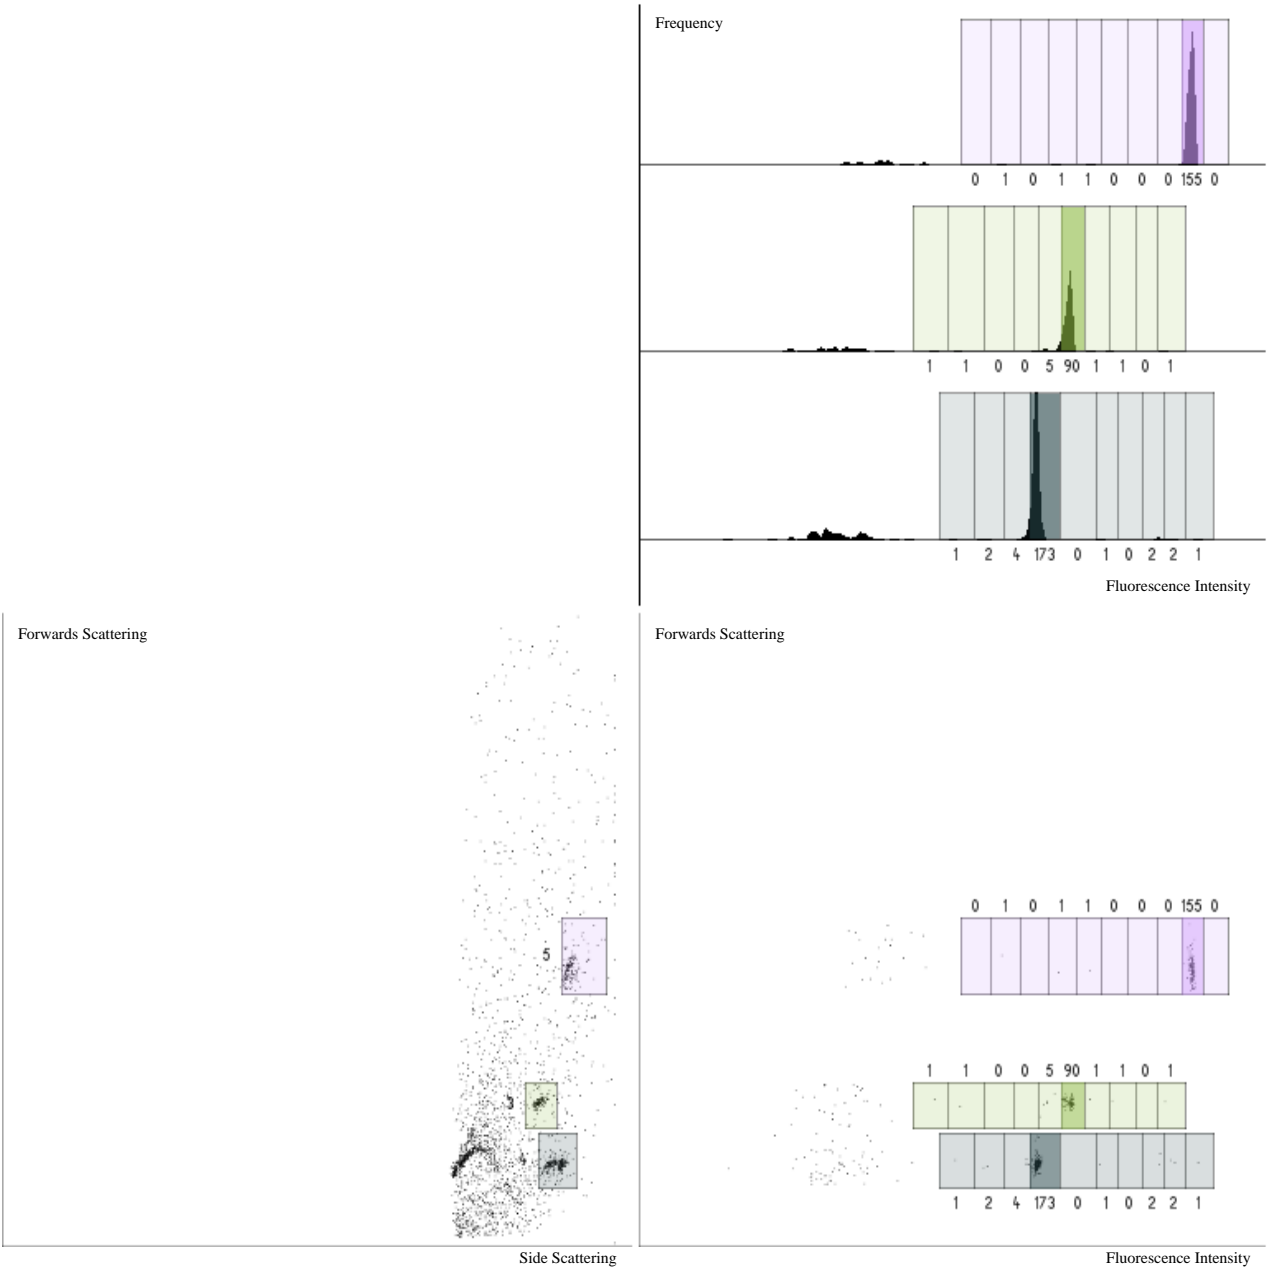 Frequency
0 1 0 1 1 0 0 0 155 0
1 1 0 0 5 90 1 1 0 1
1 2 4 173 0 1 0 2 2 1
Fluorescence Intensity
Forwards Scattering
5
3
Side Scattering
Forwards Scattering
0 1 0 1 1 0 0 0 155 0
1 1 0 0 5 90 1 1 0 1
1 2 4 173 0 1 0 2 2 1
Fluorescence Intensity